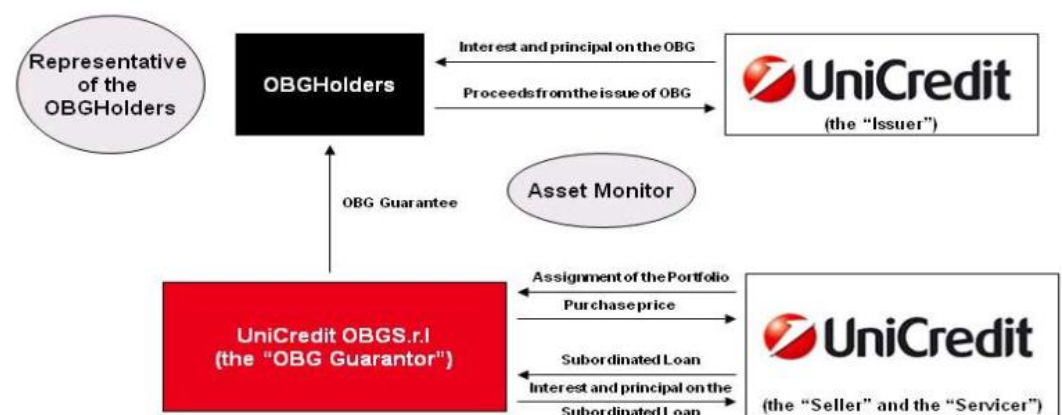 Representative
of the
OBGHolders
OBGHolders
Interest and principal on the OBG
Proceeds from the issue of OBG
UniCredit
(the "Issuer")
OBG Guarantee
Asset Monitor
UniCredit OBGS.r.l
(the "OBG Guarantor")
Assignment of the Portfolio
Purchase price
Subordinated Loan
Interest and principal on the
Subordinated Loan
UniCredit
(the "Seller" and the "Servicer")